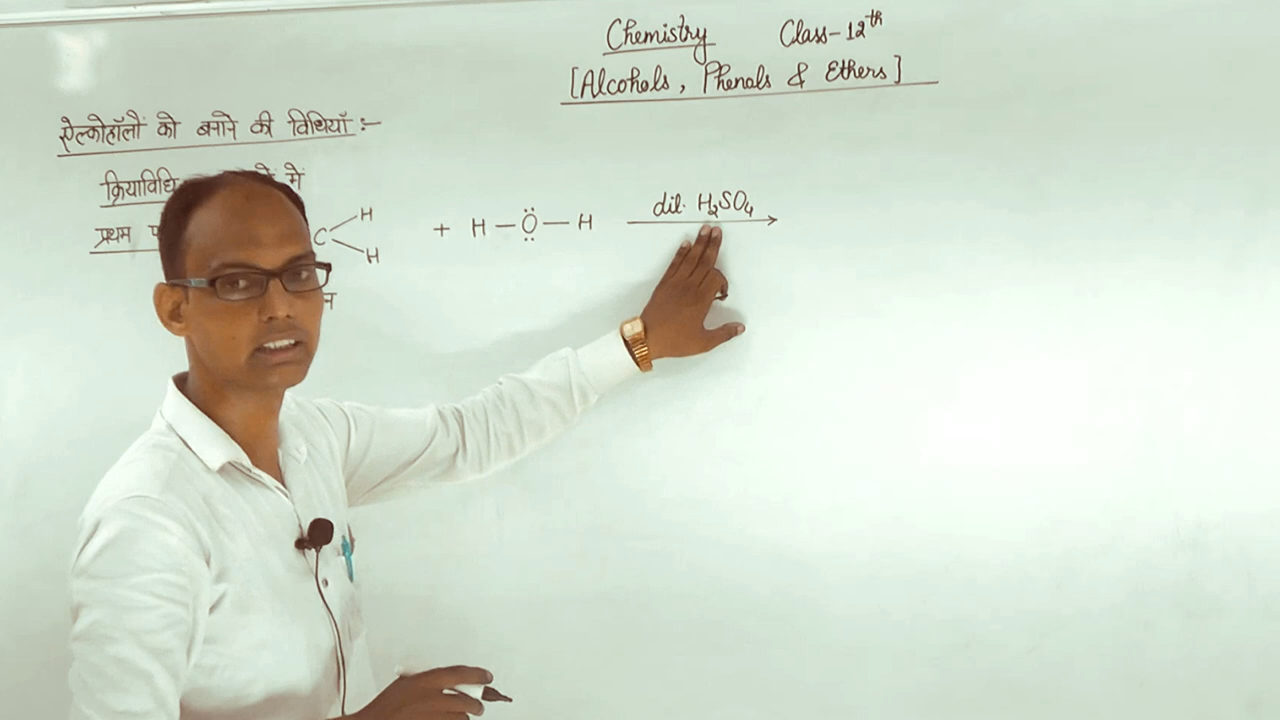 Chemistry Class-12th
[Alcohols, Phenols & Ethers]
ऐल्कोहॉलों को बनाने की विधियाँ :-
क्रियाविधि में
प्रथम
C H H + H-Ö-H dil. H₂SO₄ →